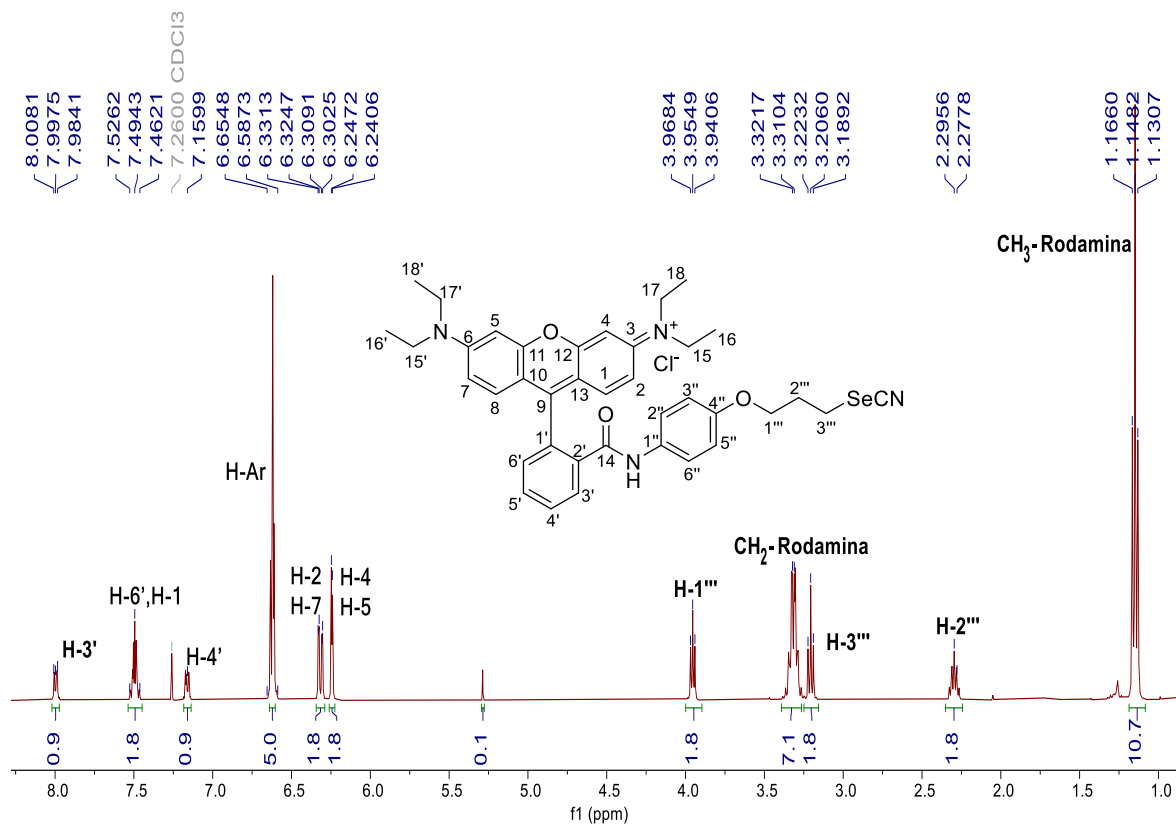 8.0081
7.9975
7.9841
7.5262
7.4943
7.4621
7.2600 CDCl3
7.1599
6.6548
6.5873
6.3313
6.3247
6.3091
6.3025
6.2472
6.2406
3.9684
3.9549
3.9406
3.3217
3.3104
3.2232
3.2060
3.1892
2.2956
2.2778
1.1660
1.1482
1.1307
CH3-Rodamina
18' 18
17' 17
16' N 6 5 O 4 3 N+ 16
15' 11 12 Cl- 15
7 10 13 1 2
8 9
O 2'' 3'' 4'' O 2''' SeCN
1' 1'' 5'' 1''' 3'''
6' 2' 14 N 6''
5' 3' H
4'
H-Ar
CH2-Rodamina
H-2 H-4
H-7 H-5
H-6',H-1
H-3'
H-4'
H-1'''
H-3'''
H-2'''
0.9
1.8
0.9
5.0
1.8
1.8
0.1
1.8
7.1
1.8
1.8
10.7
8.0 7.5 7.0 6.5 6.0 5.5 5.0 4.5 4.0 3.5 3.0 2.5 2.0 1.5 1.0
f1 (ppm)